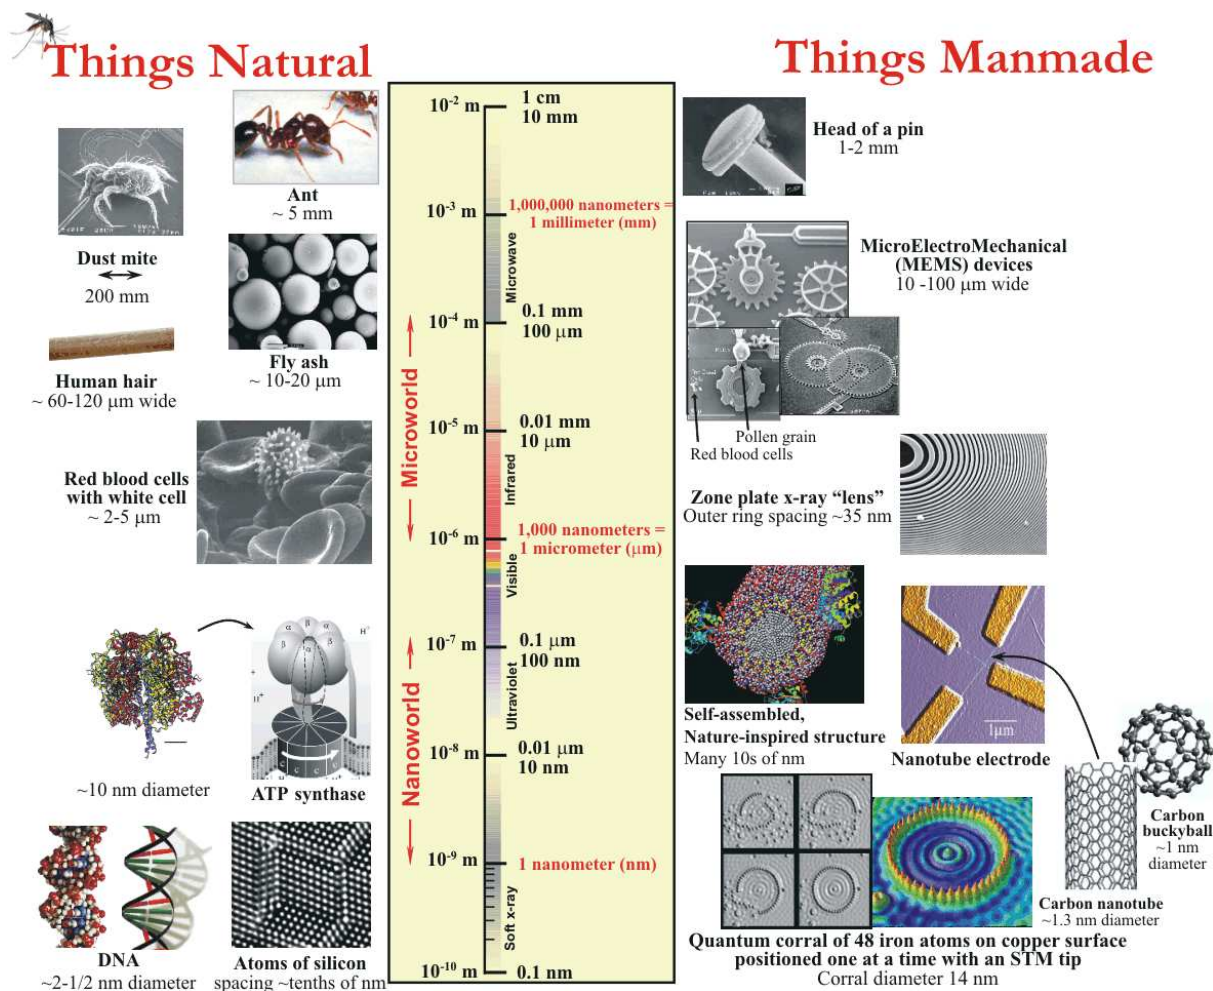 Things Natural
Things Manmade
Ant
~ 5 mm
Dust mite
200 mm
Fly ash
~ 10-20 μm
Human hair
~ 60-120 μm wide
Red blood cells
with white cell
~ 2-5 μm
~10 nm diameter
α
β
α
β
α
β
α
H⁺
H⁺
c
c
c
c
ATP synthase
DNA
~2-1/2 nm diameter
Atoms of silicon
spacing ~tenths of nm
10⁻² m
1 cm
10 mm
10⁻³ m
1,000,000 nanometers =
1 millimeter (mm)
Microwave
10⁻⁴ m
0.1 mm
100 μm
Microworld
10⁻⁵ m
0.01 mm
10 μm
Infrared
10⁻⁶ m
1,000 nanometers =
1 micrometer (μm)
Visible
10⁻⁷ m
0.1 μm
100 nm
Ultraviolet
Nanoworld
10⁻⁸ m
0.01 μm
10 nm
10⁻⁹ m
1 nanometer (nm)
Soft x-ray
10⁻¹⁰ m
0.1 nm
Head of a pin
1-2 mm
MicroElectroMechanical
(MEMS) devices
10 -100 μm wide
Pollen grain
Red blood cells
Zone plate x-ray “lens”
Outer ring spacing ~35 nm
Self-assembled,
Nature-inspired structure
Many 10s of nm
1μm
Nanotube electrode
Carbon
buckyball
~1 nm
diameter
Carbon nanotube
~1.3 nm diameter
Quantum corral of 48 iron atoms on copper surface
positioned one at a time with an STM tip
Corral diameter 14 nm